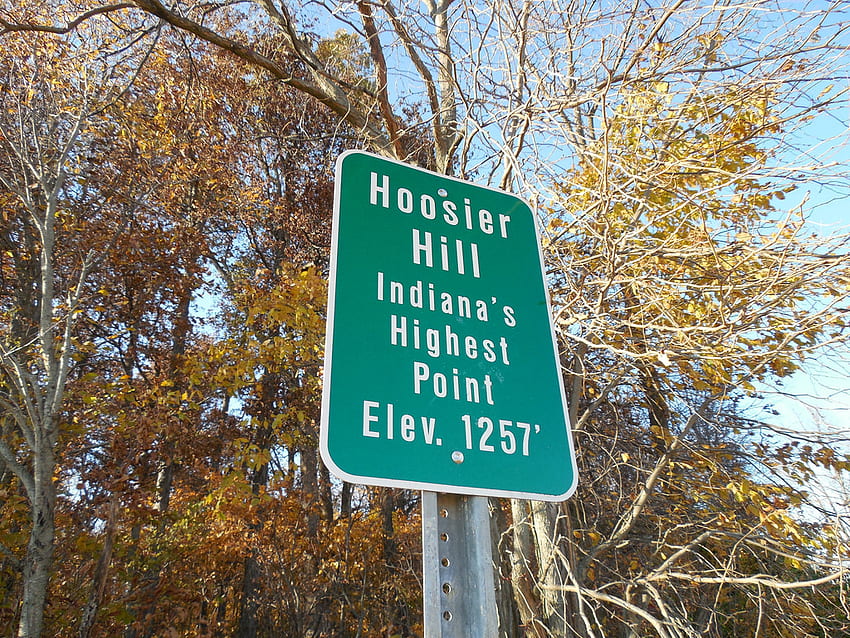 Hoosier
Hill
Indiana's
Highest
Point
Elev. 1257'